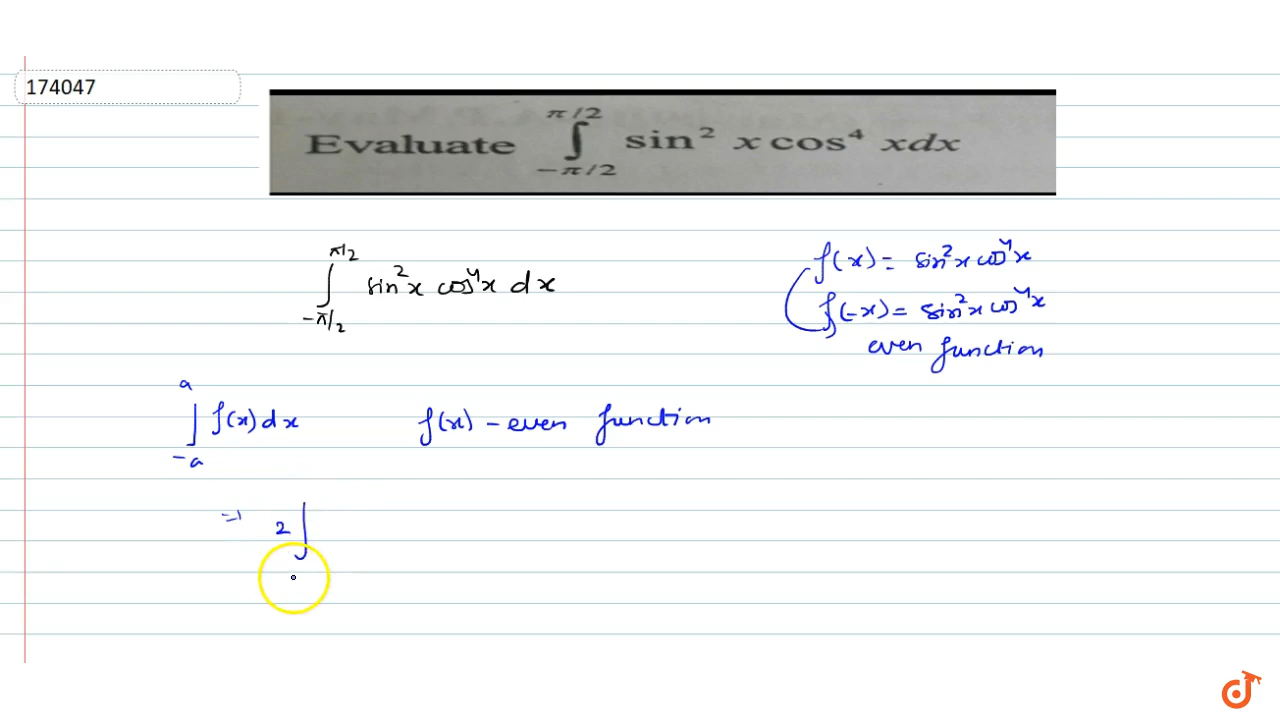 174047
Evaluate ∫_{-π/2}^{π/2} sin² x cos⁴ xdx
∫_{-π/2}^{π/2} sin²x cos⁴x dx
f(x) = sin²x cos⁴x
f(-x) = sin²x cos⁴x
even function
∫_{-a}^{a} f(x) dx f(x) - even function
⇒ 2∫